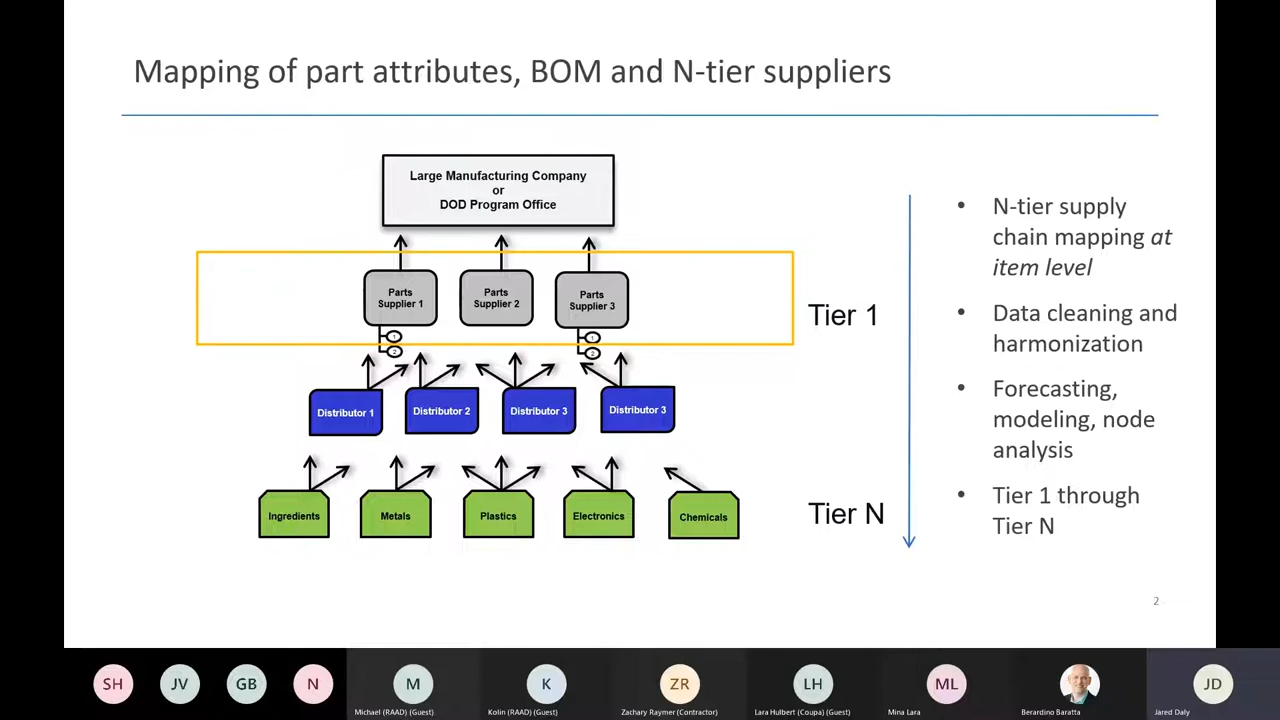 Mapping of part attributes, BOM and N-tier suppliers
Large Manufacturing Company
or
DOD Program Office
Parts
Supplier 1
Parts
Supplier 2
Parts
Supplier 3
1
2
1
2
Tier 1
Distributor 1
Distributor 2
Distributor 3
Distributor 3
Ingredients
Metals
Plastics
Electronics
Chemicals
Tier N
• N-tier supply
chain mapping at
item level
• Data cleaning and
harmonization
• Forecasting,
modeling, node
analysis
• Tier 1 through
Tier N
2
SH
JV
GB
N
M
Michael (RAAD) (Guest)
K
Kolin (RAAD) (Guest)
ZR
Zachary Raymer (Contractor)
LH
Lara Hulbert (Coupa) (Guest)
ML
Mina Lara
Berardino Baratta
JD
Jared Daly